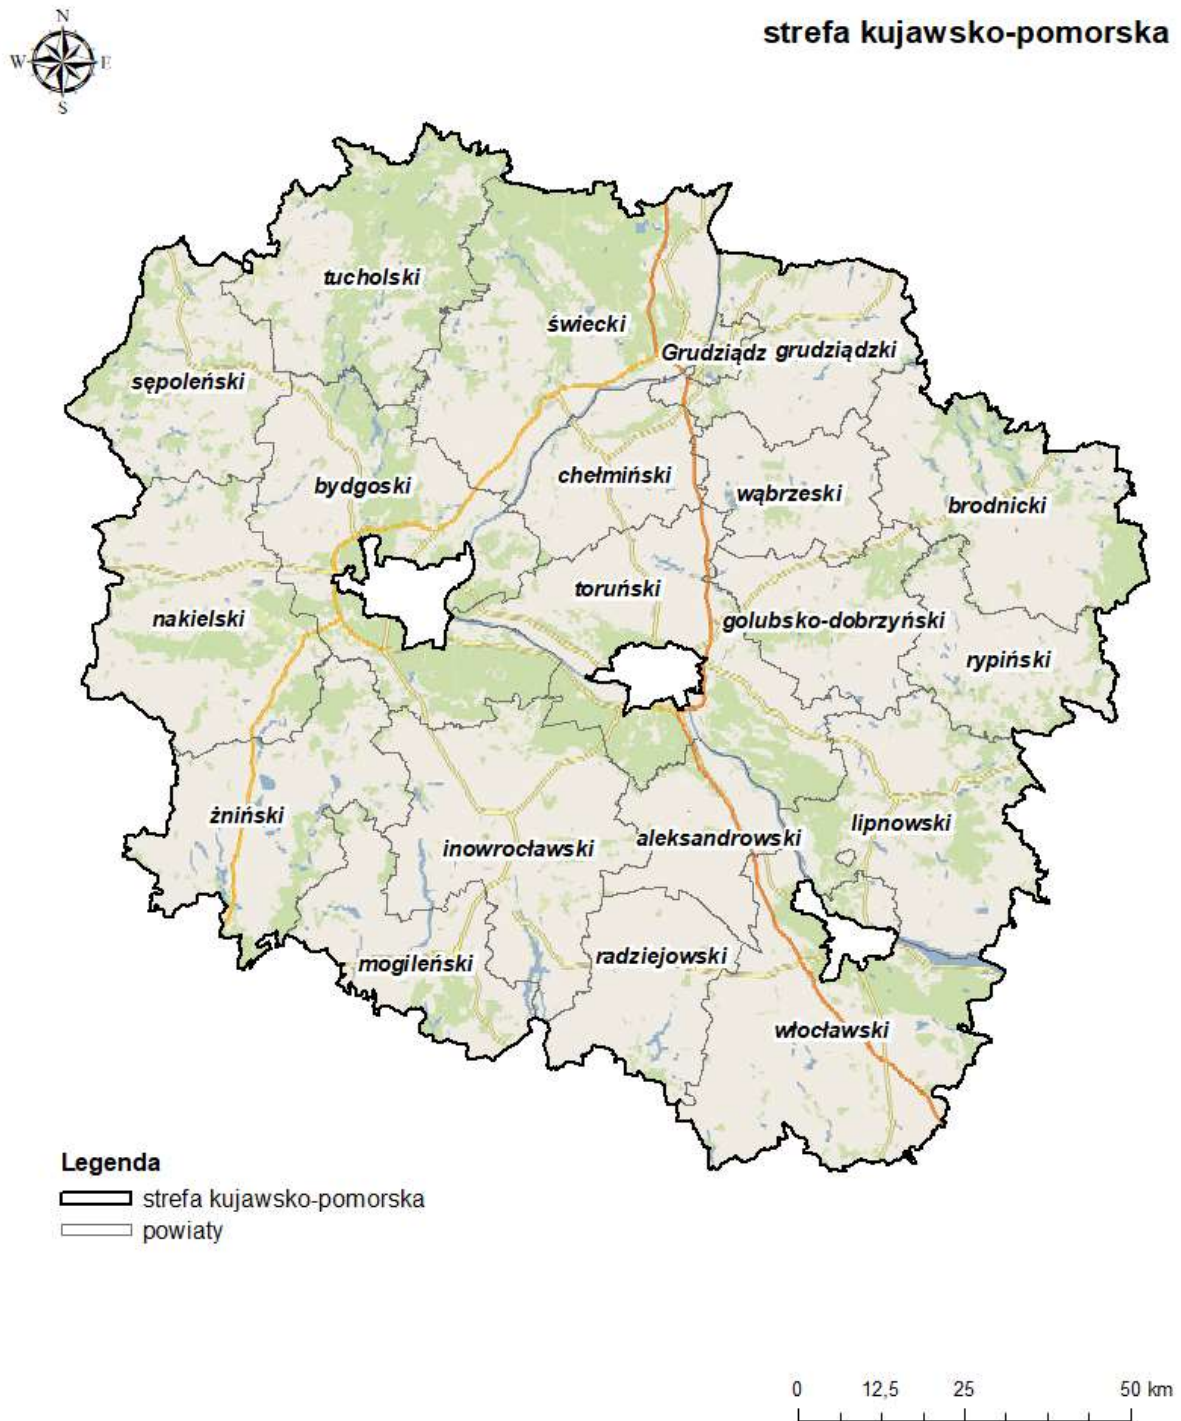 N
strefa kujawsko-pomorska
W E
S
tucholski
świecki
Grudziądz grudziądzki
sępoleński
chełmiński
bydgoski
wąbrzeski
brodnicki
toruński
nakielski
golubsko-dobrzyński
rypiński
żniński
lipnowski
aleksandrowski
inowrocławski
radziejowski
mogileński
włocławski
Legenda
strefa kujawsko-pomorska
powiaty
0 12,5 25 50 km